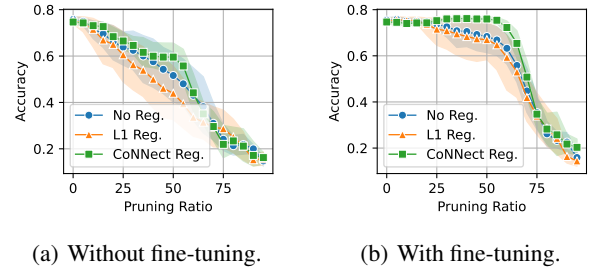 0.8
0.6
0.4
0.2
Accuracy
No Reg.
L1 Reg.
CoNNect Reg.
0 25 50 75
Pruning Ratio
(a) Without fine-tuning.
0.8
0.6
0.4
0.2
Accuracy
No Reg.
L1 Reg.
CoNNect Reg.
0 25 50 75
Pruning Ratio
(b) With fine-tuning.